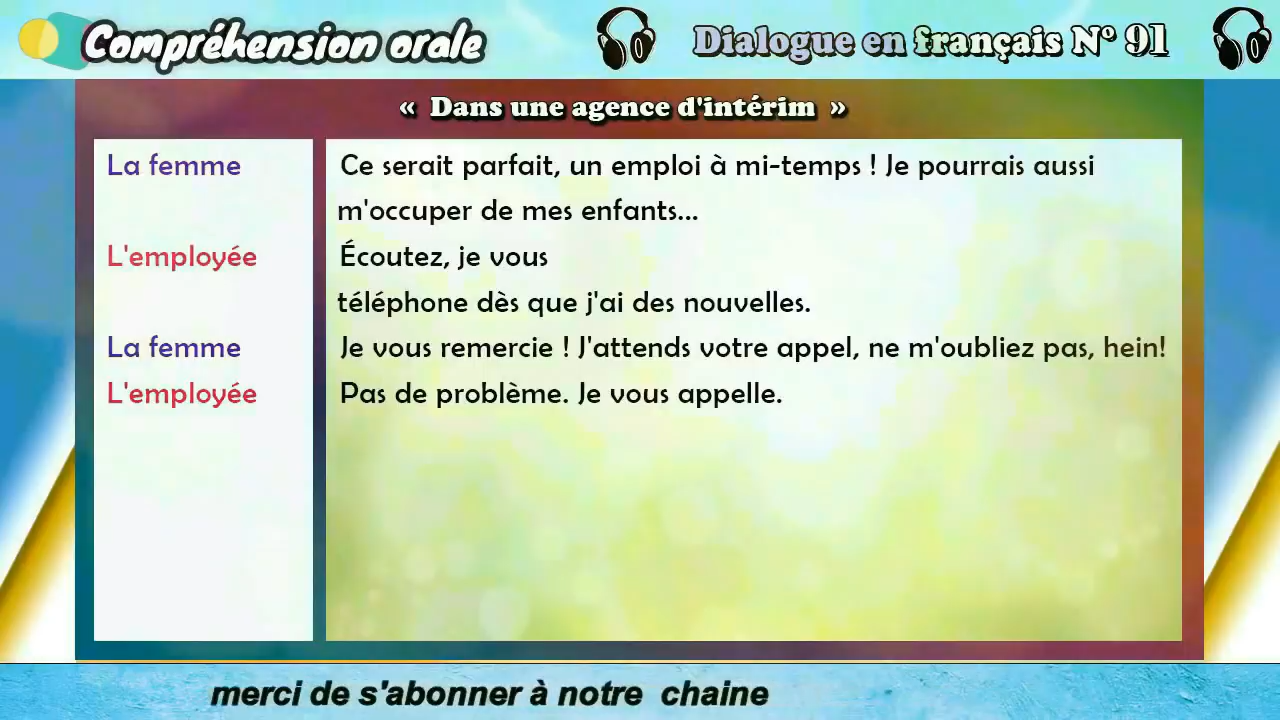 Compréhension orale
Dialogue en français N° 91
« Dans une agence d'intérim »
La femme Ce serait parfait, un emploi à mi-temps ! Je pourrais aussi
m'occuper de mes enfants...
L'employée Écoutez, je vous
téléphone dès que j'ai des nouvelles.
La femme Je vous remercie ! J'attends votre appel, ne m'oubliez pas, hein!
L'employée Pas de problème. Je vous appelle.
merci de s'abonner à notre chaine